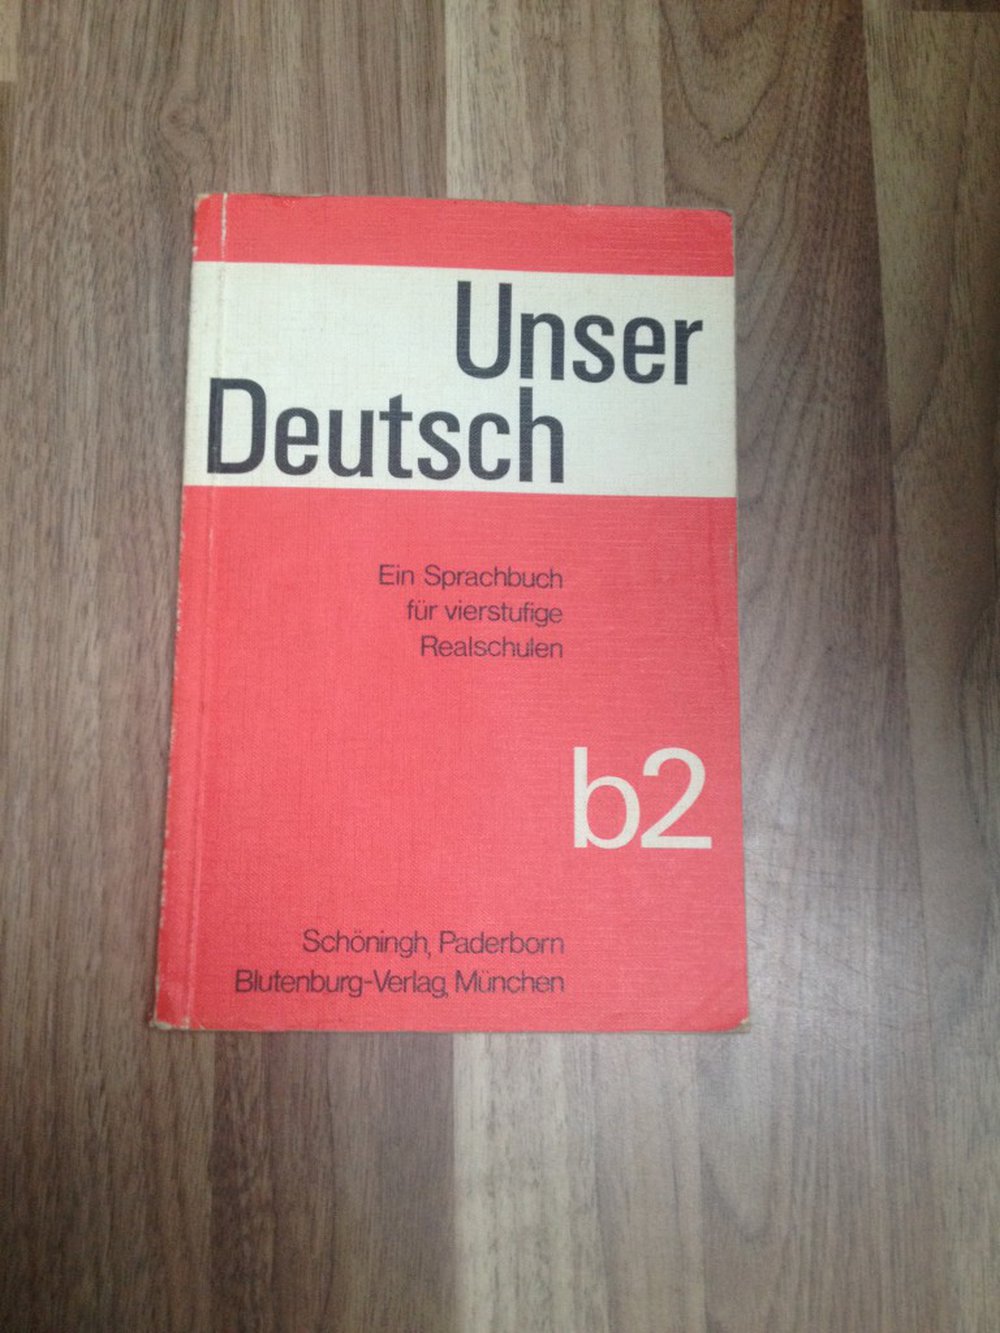 Unser
Deutsch
Ein Sprachbuch
für vierstufige
Realschulen
b2
Schöningh, Paderborn
Blutenburg-Verlag, München